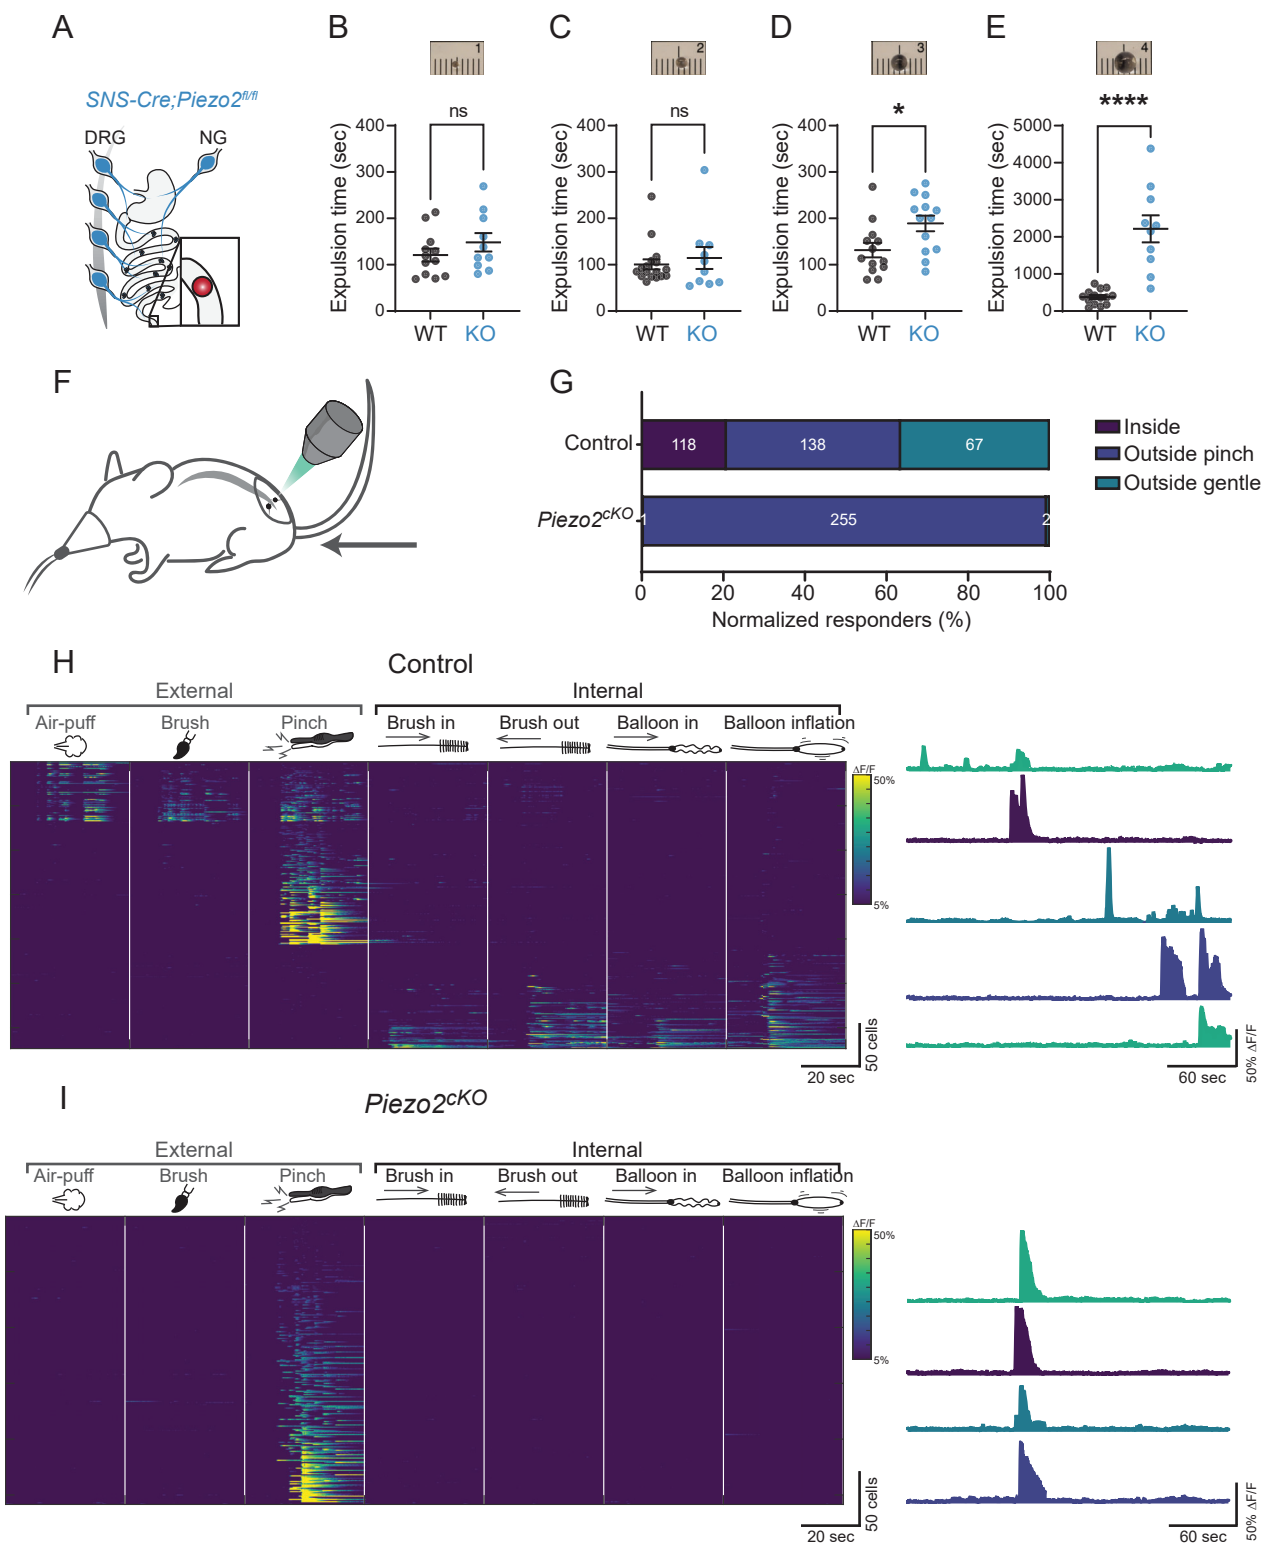 A
SNS-Cre;Piezo2fl/fl
DRG
NG
B
1
ns
Expulsion time (sec)
400
300
200
100
0
WT
KO
C
2
ns
Expulsion time (sec)
400
300
200
100
0
WT
KO
D
3
*
Expulsion time (sec)
400
300
200
100
0
WT
KO
E
4
****
Expulsion time (sec)
5000
4000
3000
2000
1000
0
WT
KO
F
G
Control
118
138
67
Piezo2cKO
1
255
2
0
20
40
60
80
100
Normalized responders (%)
Inside
Outside pinch
Outside gentle
H
Control
External
Internal
Air-puff
Brush
Pinch
Brush in
Brush out
Balloon in
Balloon inflation
ΔF/F
50%
5%
50 cells
20 sec
50% ΔF/F
60 sec
I
Piezo2cKO
External
Internal
Air-puff
Brush
Pinch
Brush in
Brush out
Balloon in
Balloon inflation
ΔF/F
50%
5%
50 cells
20 sec
50% ΔF/F
60 sec